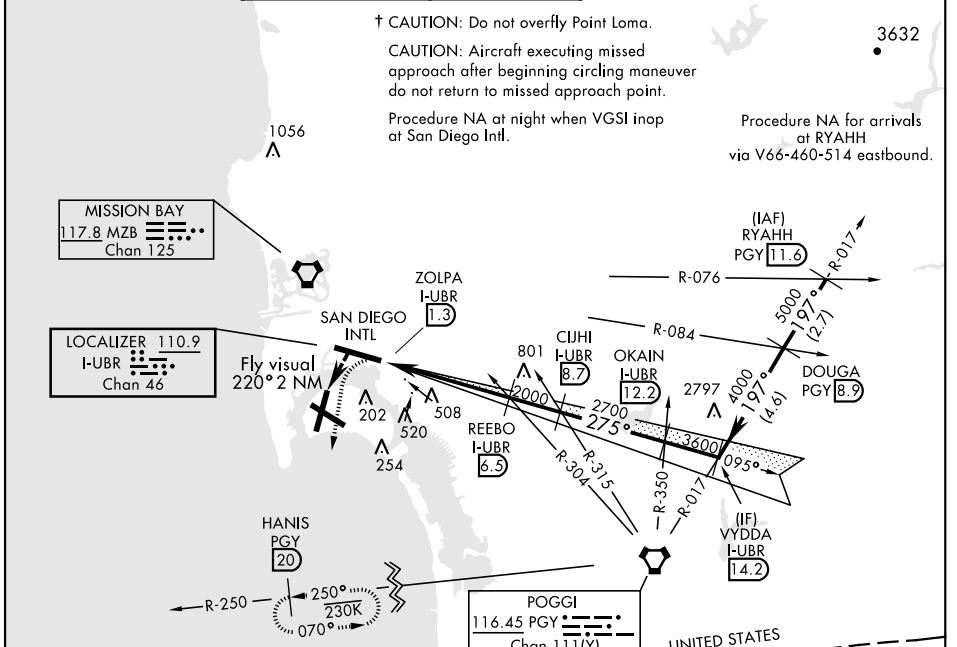 † CAUTION: Do not overfly Point Loma.
CAUTION: Aircraft executing missed
approach after beginning circling maneuver
do not return to missed approach point.
Procedure NA at night when VGSI inop
at San Diego Intl.
3632
Procedure NA for arrivals
at RYAHH
via V66-460-514 eastbound.
1056
MISSION BAY
117.8 MZB
Chan 125
(IAF)
RYAHH
PGY 11.6
R-017
R-076
5000
197°
(2.7)
ZOLPA
I-UBR
1.3
SAN DIEGO
INTL
LOCALIZER 110.9
I-UBR
Chan 46
Fly visual
220° 2 NM
R-084
DOUGA
PGY 8.9
4000
197°
(4.6)
CIJHI
I-UBR
8.7
801
OKAIN
I-UBR
12.2
2797
2000
2700
275°
3600
095°
202
508
520
254
REEBO
I-UBR
6.5
R-304
R-315
R-350
R-017
(IF)
VYDDA
I-UBR
14.2
HANIS
PGY
20
R-250
250°
230K
070°
POGGI
116.45 PGY
Chan 111(Y)
UNITED STATES